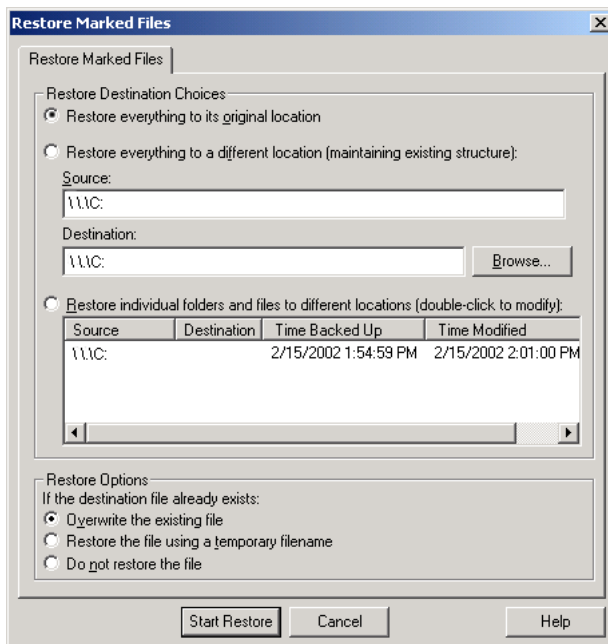 Restore Marked Files
Restore Marked Files
Restore Destination Choices
Restore everything to its original location
Restore everything to a different location (maintaining existing structure):
Source:
\\.\C:
Destination:
\\.\C:
Browse...
Restore individual folders and files to different locations (double-click to modify):
Source Destination Time Backed Up Time Modified
\\.\C: 2/15/2002 1:54:59 PM 2/15/2002 2:01:00 PM
Restore Options
If the destination file already exists:
Overwrite the existing file
Restore the file using a temporary filename
Do not restore the file
Start Restore Cancel Help